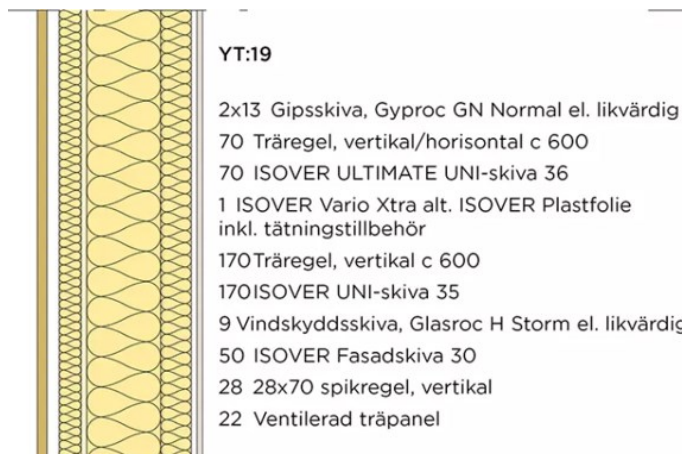 YT:19
2x13 Gipsskiva, Gyproc GN Normal el. likvärdig
70 Träregel, vertikal/horisontal c 600
70 ISOVER ULTIMATE UNI-skiva 36
1 ISOVER Vario Xtra alt. ISOVER Plastfolie
inkl. tätningstillbehör
170Träregel, vertikal c 600
170ISOVER UNI-skiva 35
9 Vindskyddsskiva, Glasroc H Storm el. likvärdig
50 ISOVER Fasadskiva 30
28 28x70 spikregel, vertikal
22 Ventilerad träpanel